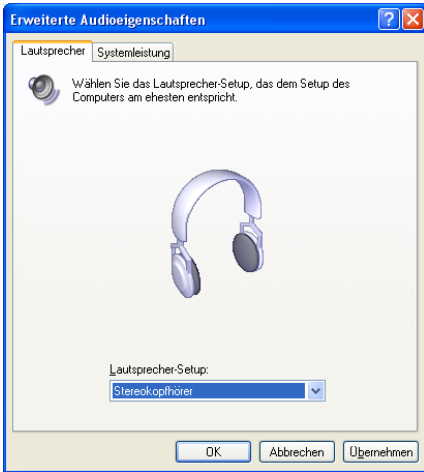 Erweiterte Audioeigenschaften
Lautsprecher Systemleistung
Wählen Sie das Lautsprecher-Setup, das dem Setup des
Computers am ehesten entspricht.
Lautsprecher-Setup:
Stereokopfhörer
OK Abbrechen Übernehmen